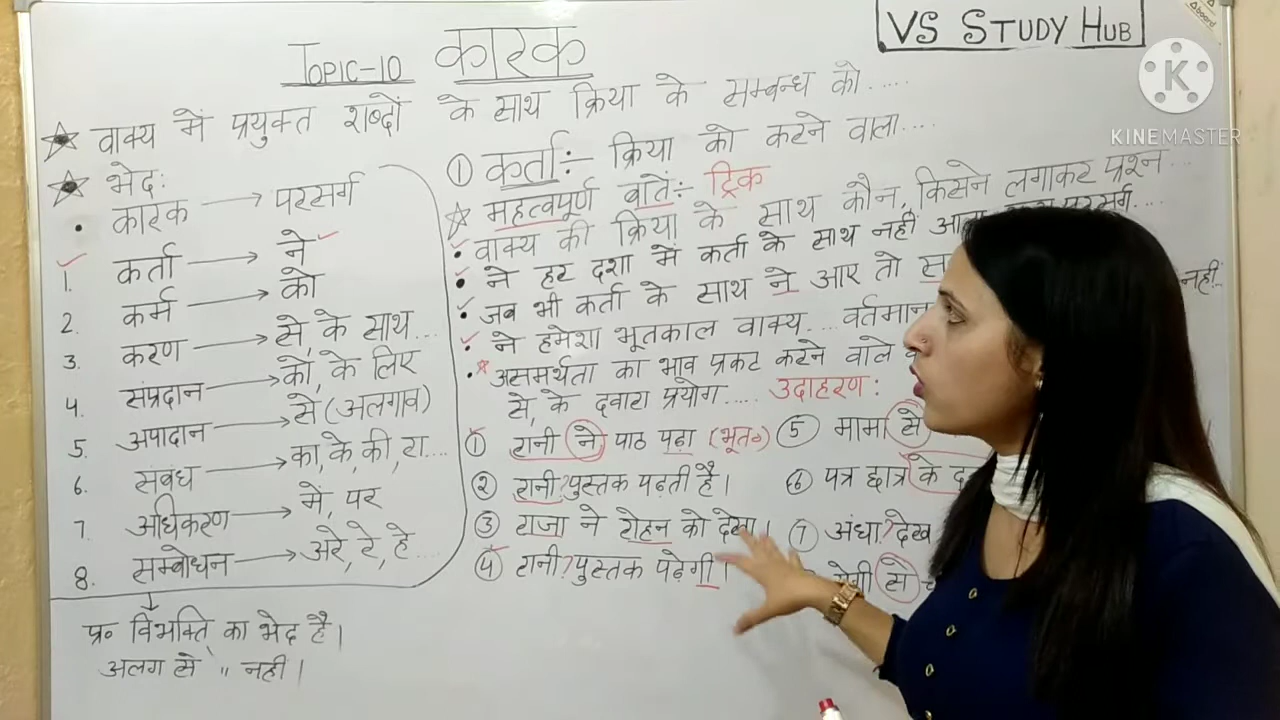 VS STUDY HUB
Aboard
KINEMASTER
TOPIC-10 कारक
वाक्य में प्रयुक्त शब्दों के साथ क्रिया के सम्बन्ध को.....
भेद:
• कारक → परसर्ग
1. कर्ता → ने
2. कर्म → को
3. करण → से, के साथ...
4. संप्रदान → को, के लिए
5. अपादान → से (अलगाव)
6. संबंध → का, के, की, रा....
7. अधिकरण → में, पर
8. सम्बोधन → अरे, रे, हे....
प्र० विभक्ति का भेद है।
अलग से " नही।
① कर्ता:- क्रिया को करने वाला....
महत्वपूर्ण बातें:- ट्रिक
• वाक्य की क्रिया के साथ कौन, किसने लगाकर प्रश्न...
• ने हर दशा में कर्ता के साथ नहीं परसर्ग....
• जब भी कर्ता के साथ ने आए तो नहीं..
• ने हमेशा भूतकाल वाक्य.... वर्तमान
• असमर्थता का भाव प्रकट करने वाले
से, के द्वारा प्रयोग..... उदाहरण:
① रानी ने पाठ पढ़ा (भूत०)
② रानी? पुस्तक पढ़ती है।
③ राजा ने रोहन को देखा।
④ रानी? पुस्तक पढ़ेगी।
⑤ मामा से
⑥ पत्र छात्र के
⑦ अंधा? देख
से